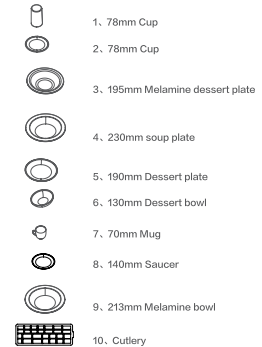 1、78mm Cup
2、78mm Cup
3、195mm Melamine dessert plate
4、230mm soup plate
5、190mm Dessert plate
6、130mm Dessert bowl
7、70mm Mug
8、140mm Saucer
9、213mm Melamine bowl
10、Cutlery